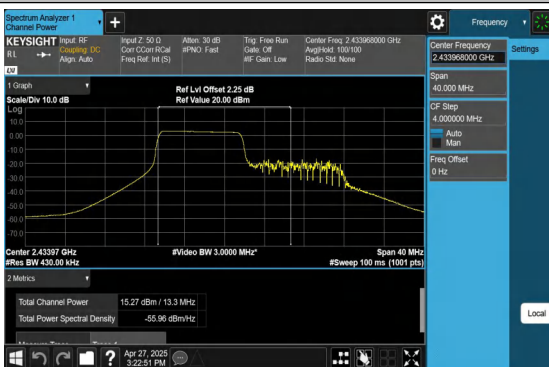 Spectrum Analyzer 1
Channel Power
Frequency
KEYSIGHT
RL
Input: RF
Coupling: DC
Align: Auto
Input Z: 50 Ω
Corr CCorr RCal
Freq Ref: Int (S)
Atten: 30 dB
#PNO: Fast
Trig: Free Run
Gate: Off
#IF Gain: Low
Center Freq: 2.433968000 GHz
Avg|Hold: 100/100
Radio Std: None
Center Frequency
2.433968000 GHz
Settings
Span
40.000 MHz
CF Step
4.000000 MHz
Auto
Man
Freq Offset
0 Hz
1 Graph
Scale/Div 10.0 dB
Ref Lvl Offset 2.25 dB
Ref Value 20.00 dBm
Log
10.0
0.00
-10.0
-20.0
-30.0
-40.0
-50.0
-60.0
-70.0
Center 2.43397 GHz
#Res BW 430.00 kHz
#Video BW 3.0000 MHz*
Span 40 MHz
#Sweep 100 ms (1001 pts)
2 Metrics
Total Channel Power 15.27 dBm / 13.3 MHz
Total Power Spectral Density -55.96 dBm/Hz
Local
?
Apr 27, 2025
3:22:51 PM